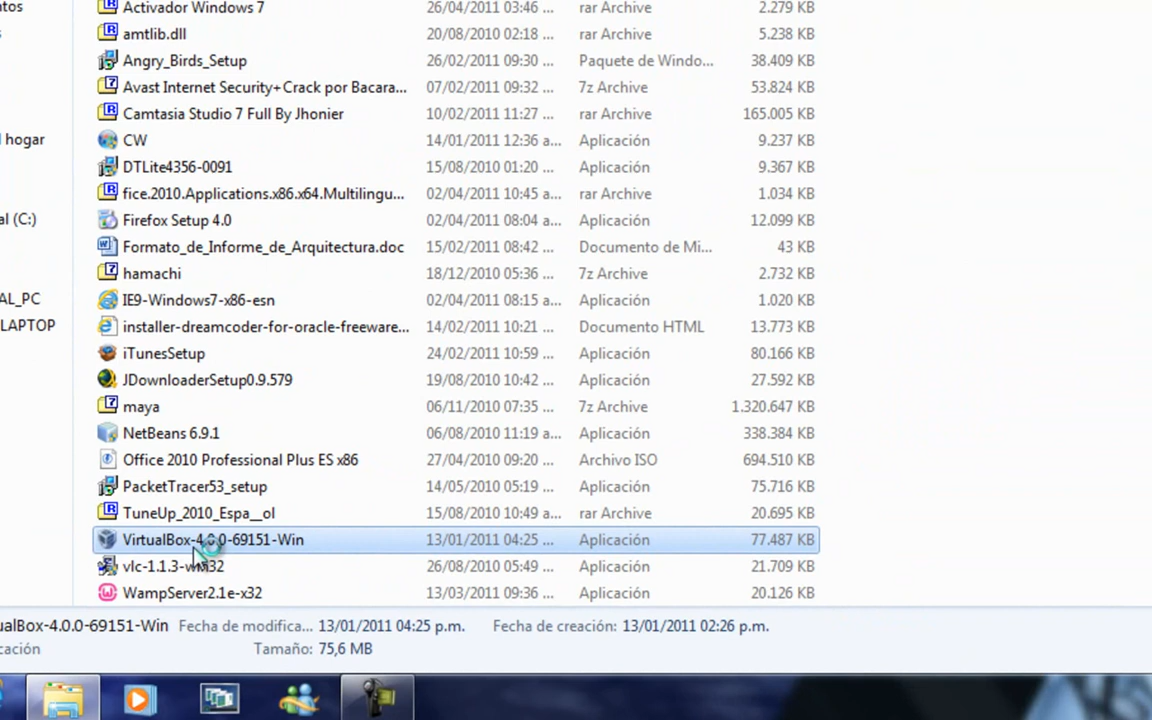 ntos
Activador Windows 7 26/04/2011 03:46 ... rar Archive 2.279 KB
amtlib.dll 20/08/2010 02:18 ... rar Archive 5.238 KB
Angry_Birds_Setup 26/02/2011 09:30 ... Paquete de Windo... 38.409 KB
Avast Internet Security+Crack por Bacara... 07/02/2011 09:32 ... 7z Archive 53.824 KB
Camtasia Studio 7 Full By Jhonier 10/02/2011 11:27 ... rar Archive 165.005 KB
l hogar CW 14/01/2011 12:36 a... Aplicación 9.237 KB
DTLite4356-0091 15/08/2010 01:20 ... Aplicación 9.367 KB
fice.2010.Applications.x86.x64.Multilingu... 02/04/2011 10:45 a... rar Archive 1.034 KB
al (C:) Firefox Setup 4.0 02/04/2011 08:04 a... Aplicación 12.099 KB
Formato_de_Informe_de_Arquitectura.doc 15/02/2011 08:42 ... Documento de Mi... 43 KB
hamachi 18/12/2010 05:36 ... 7z Archive 2.732 KB
AL_PC IE9-Windows7-x86-esn 02/04/2011 08:15 a... Aplicación 1.020 KB
LAPTOP installer-dreamcoder-for-oracle-freeware... 14/02/2011 10:21 ... Documento HTML 13.773 KB
iTunesSetup 24/02/2011 10:59 ... Aplicación 80.166 KB
JDownloaderSetup0.9.579 19/08/2010 10:42 ... Aplicación 27.592 KB
maya 06/11/2010 07:35 ... 7z Archive 1.320.647 KB
NetBeans 6.9.1 06/08/2010 11:19 a... Aplicación 338.384 KB
Office 2010 Professional Plus ES x86 27/04/2010 09:20 ... Archivo ISO 694.510 KB
PacketTracer53_setup 14/05/2010 05:19 ... Aplicación 75.716 KB
TuneUp_2010_Espa__ol 15/08/2010 10:49 ... rar Archive 20.695 KB
VirtualBox-4.0.0-69151-Win 13/01/2011 04:25 ... Aplicación 77.487 KB
vlc-1.1.3-win32 26/08/2010 05:49 ... Aplicación 21.709 KB
WampServer2.1e-x32 13/03/2011 09:36 ... Aplicación 20.126 KB
ualBox-4.0.0-69151-Win Fecha de modifica... 13/01/2011 04:25 p.m. Fecha de creación: 13/01/2011 02:26 p.m.
icación Tamaño: 75,6 MB